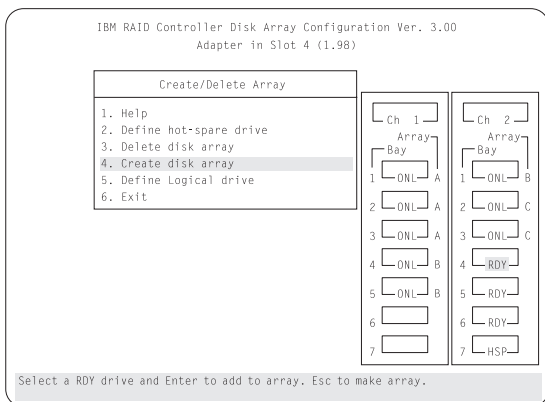 IBM RAID Controller Disk Array Configuration Ver. 3.00
Adapter in Slot 4 (1.98)
Create/Delete Array
1. Help
2. Define hot-spare drive
3. Delete disk array
4. Create disk array
5. Define Logical drive
6. Exit
Ch 1
Array
Bay
1 ONL A
2 ONL A
3 ONL A
4 ONL B
5 ONL B
6
7
Ch 2
Array
Bay
1 ONL B
2 ONL C
3 ONL C
4 RDY
5 RDY
6 RDY
7 HSP
Select a RDY drive and Enter to add to array. Esc to make array.